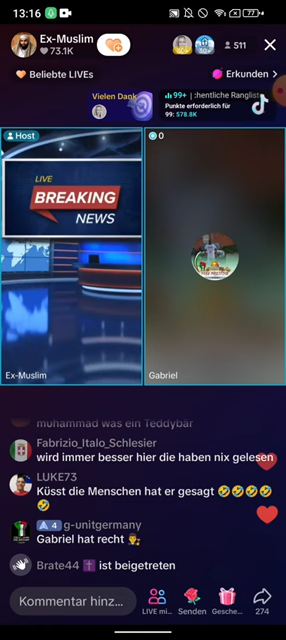 13:16
77
Ex-Muslim
73.1K
511
Beliebte LIVEs
Erkunden
Vielen Dank
99+ | :hentliche Ranglist
Punkte erforderlich für
99: 578.8K
Host
0
LIVE
BREAKING
NEWS
Ex-Muslim
Gabriel
muhammad was ein Teddybär
Fabrizio_Italo_Schlesier
wird immer besser hier die haben nix gelesen
LUKE73
Küsst die Menschen hat er gesagt 🤣🤣🤣🤣
🤣
4 g-unitgermany
Gabriel hat recht
Brate44 ✝️ ist beigetreten
Kommentar hinz...
LIVE mi...
Senden
Gesche...
274